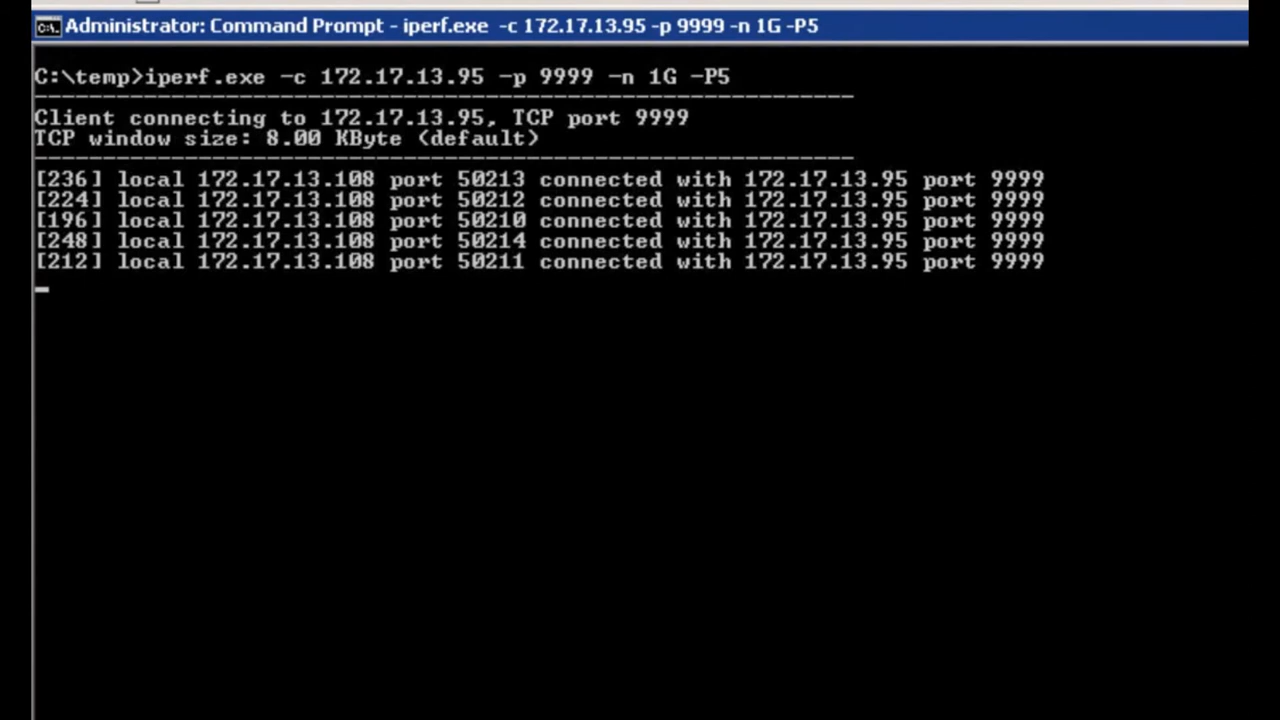 Administrator: Command Prompt - iperf.exe  -c 172.17.13.95 -p 9999 -n 1G -P5
C:\temp>iperf.exe -c 172.17.13.95 -p 9999 -n 1G -P5
------------------------------------------------------------
Client connecting to 172.17.13.95, TCP port 9999
TCP window size: 8.00 KByte (default)
------------------------------------------------------------
[236] local 172.17.13.108 port 50213 connected with 172.17.13.95 port 9999
[224] local 172.17.13.108 port 50212 connected with 172.17.13.95 port 9999
[196] local 172.17.13.108 port 50210 connected with 172.17.13.95 port 9999
[248] local 172.17.13.108 port 50214 connected with 172.17.13.95 port 9999
[212] local 172.17.13.108 port 50211 connected with 172.17.13.95 port 9999